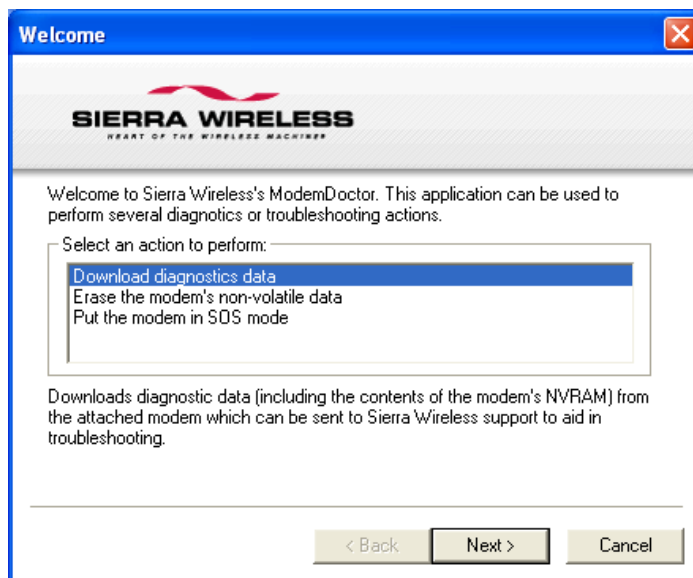 Welcome
SIERRA WIRELESS
HEART OF THE WIRELESS MACHINE®
Welcome to Sierra Wireless's ModemDoctor. This application can be used to
perform several diagnotics or troubleshooting actions.
Select an action to perform:
Download diagnostics data
Erase the modem's non-volatile data
Put the modem in SOS mode
Downloads diagnostic data (including the contents of the modem's NVRAM) from
the attached modem which can be sent to Sierra Wireless support to aid in
troubleshooting.
< Back
Next >
Cancel